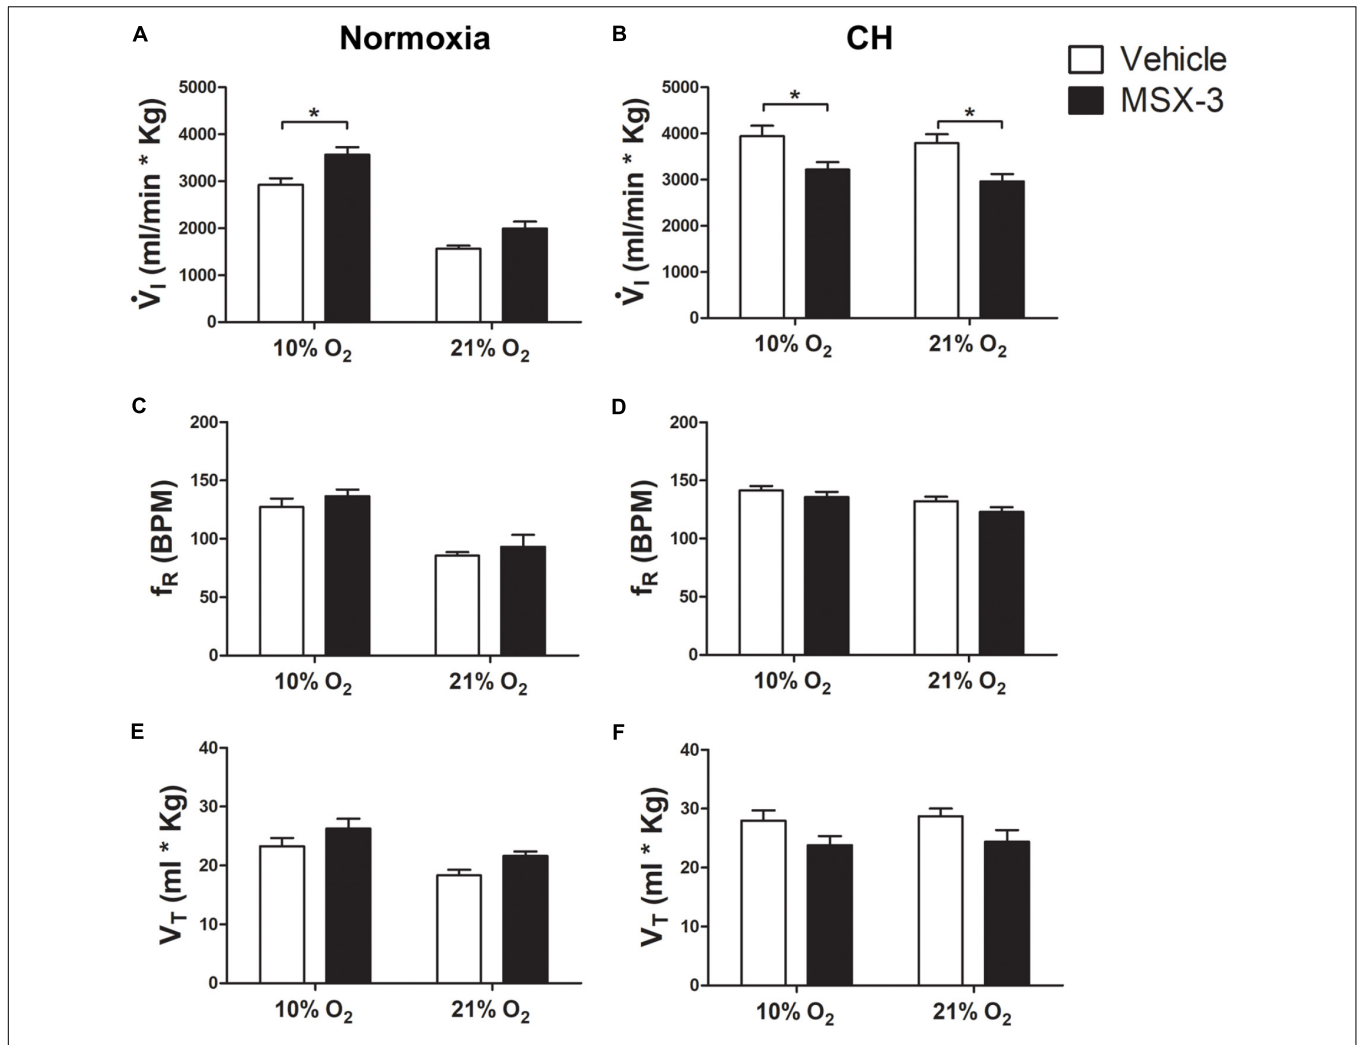 A Normoxia B CH
Vehicle
MSX-3
V̇I (ml/min * Kg)
5000
4000
3000
2000
1000
0
*
10% O2 21% O2
V̇I (ml/min * Kg)
5000
4000
3000
2000
1000
0
* *
10% O2 21% O2
C
fR (BPM)
200
150
100
50
0
10% O2 21% O2
D
fR (BPM)
200
150
100
50
0
10% O2 21% O2
E
VT (ml * Kg)
40
30
20
10
0
10% O2 21% O2
F
VT (ml * Kg)
40
30
20
10
0
10% O2 21% O2